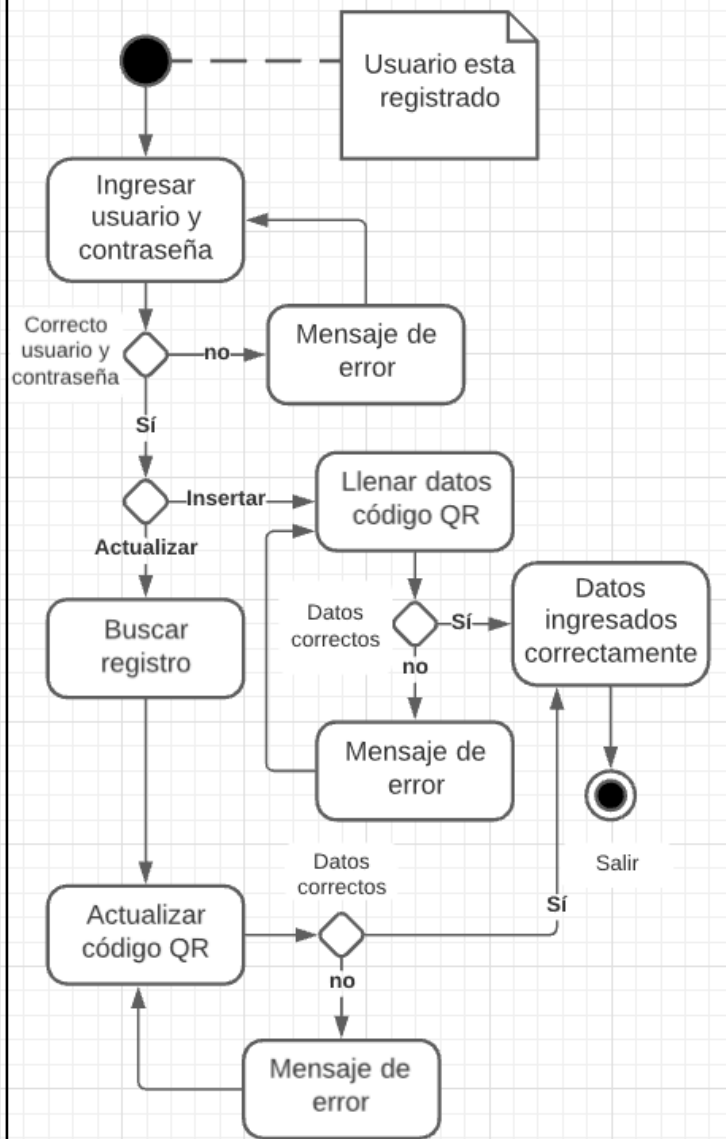 Usuario esta
registrado
Ingresar
usuario y
contraseña
Correcto
usuario y
contraseña
no
Mensaje de
error
Sí
Insertar
Llenar datos
código QR
Actualizar
Buscar
registro
Datos
correctos
Sí
Datos
ingresados
correctamente
no
Mensaje de
error
Salir
Datos
correctos
Actualizar
código QR
Sí
no
Mensaje de
error